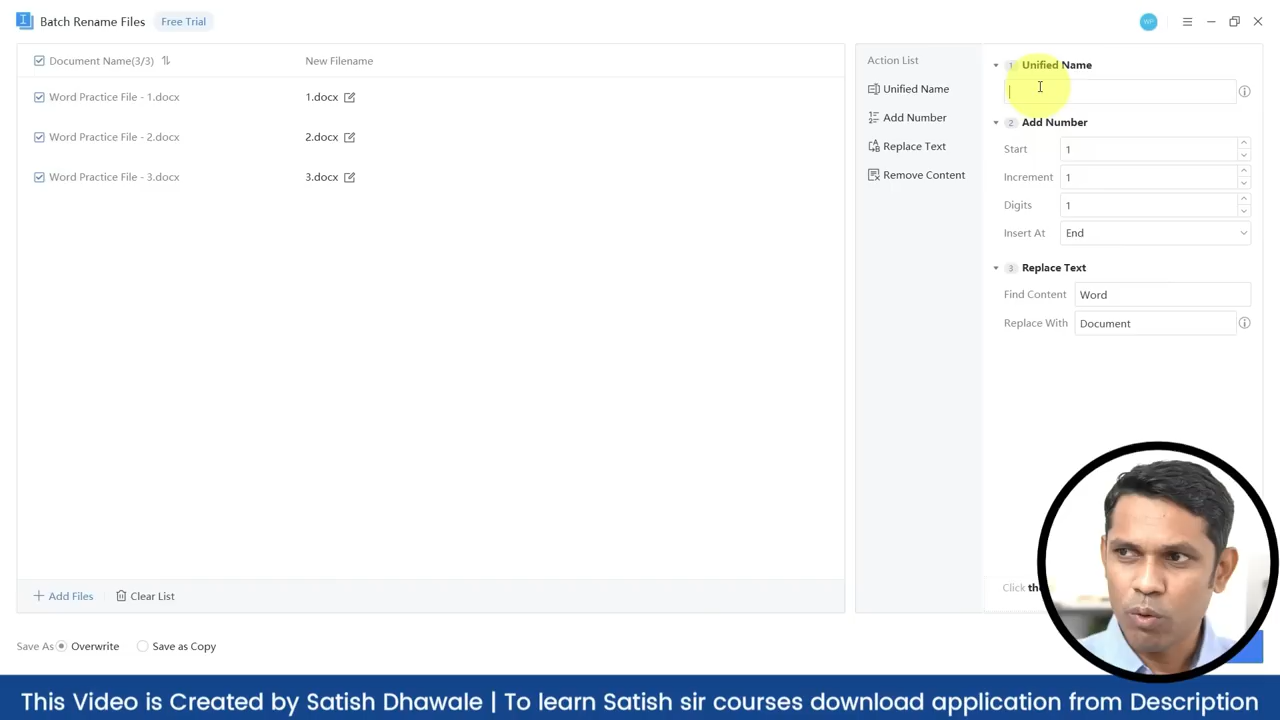 Batch Rename Files Free Trial WP
Document Name(3/3) New Filename
Word Practice File - 1.docx 1.docx
Word Practice File - 2.docx 2.docx
Word Practice File - 3.docx 3.docx
+ Add Files Clear List
Action List
Unified Name
Add Number
Replace Text
Remove Content
1 Unified Name
2 Add Number
Start 1
Increment 1
Digits 1
Insert At End
3 Replace Text
Find Content Word
Replace With Document
Click
Save As Overwrite Save as Copy
This Video is Created by Satish Dhawale | To learn Satish sir courses download application from Description